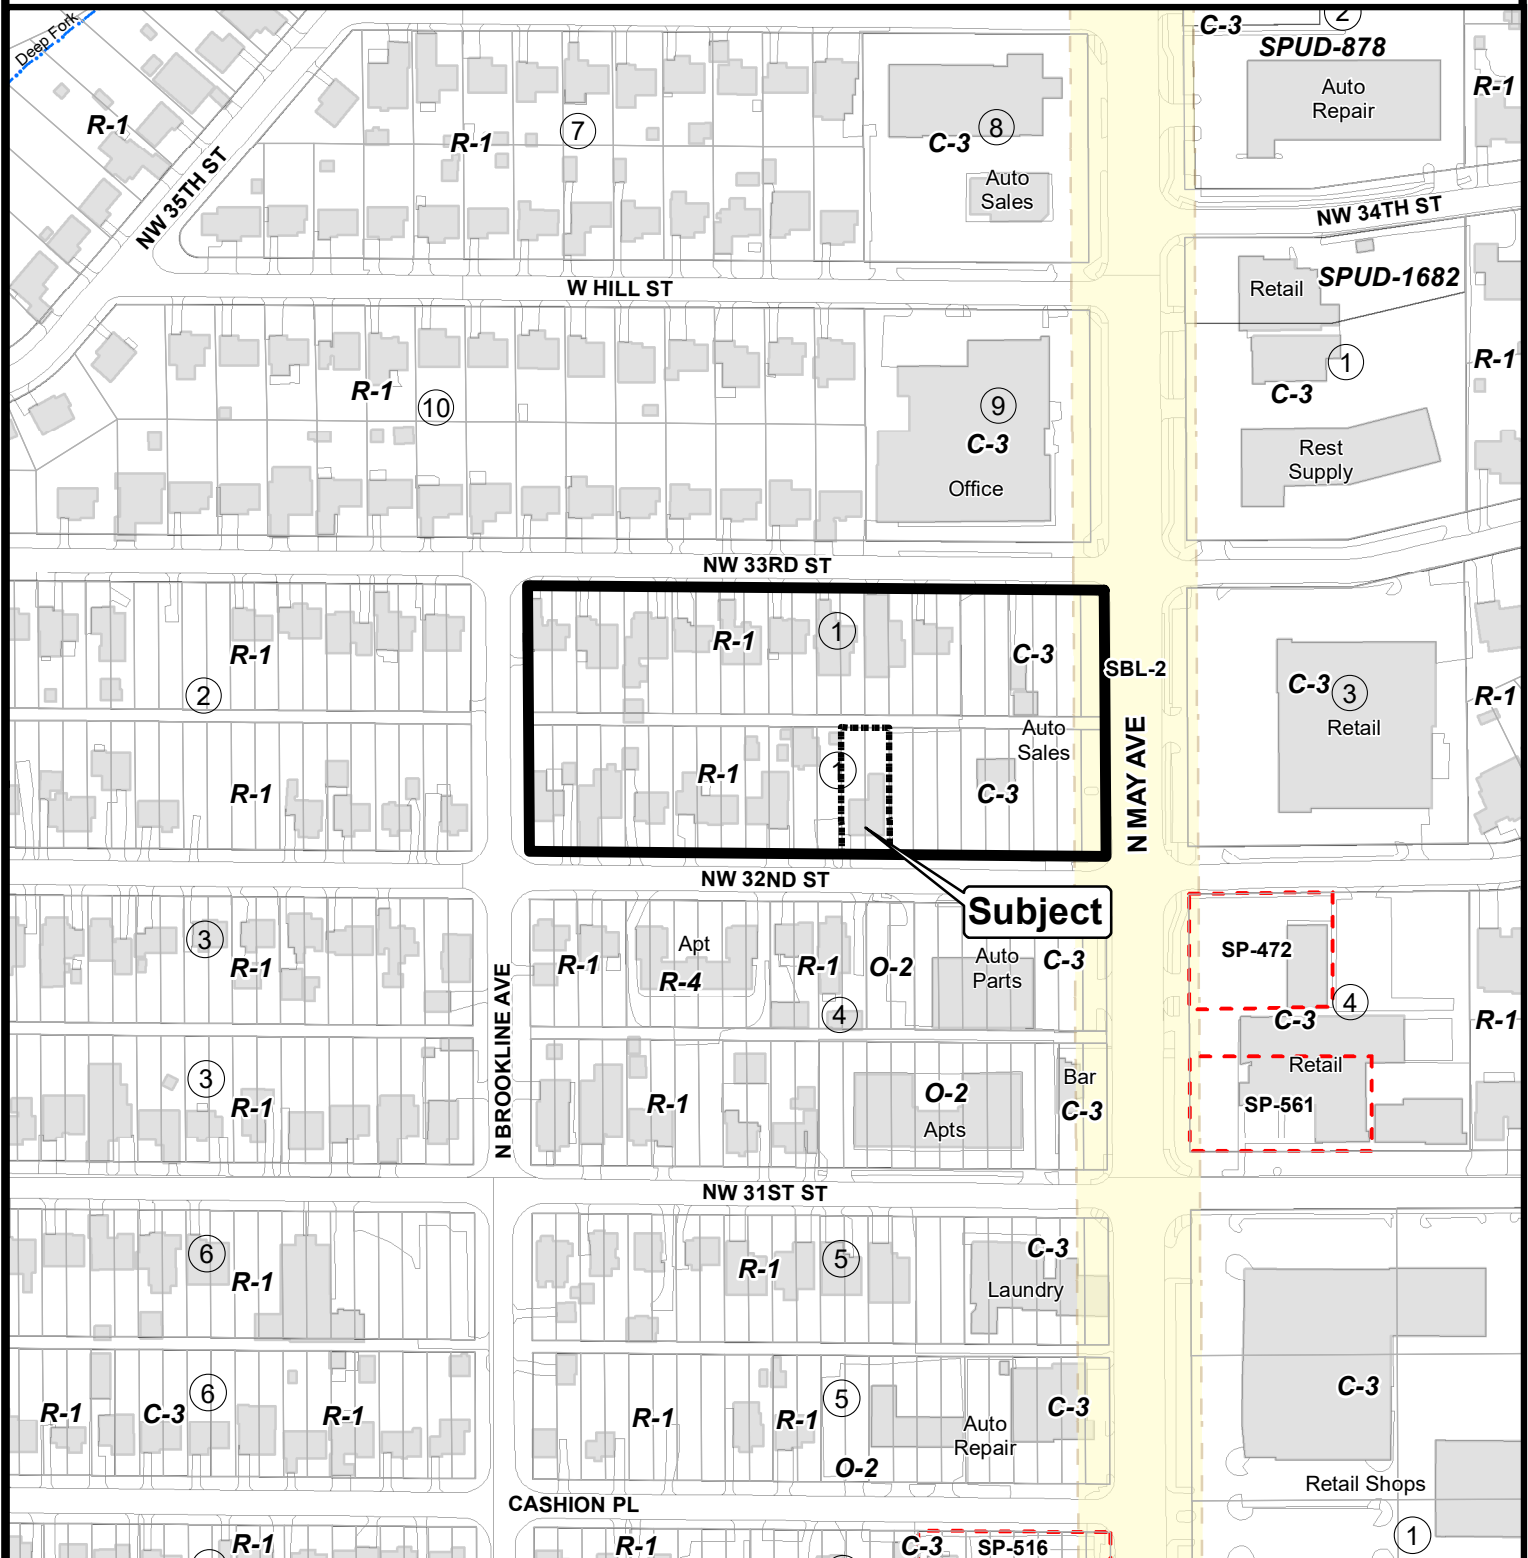 Deep Fork
C-3
2
SPUD-878
Auto
Repair
R-1
R-1
R-1
7
8
C-3
Auto
Sales
NW 35TH ST
NW 34TH ST
W HILL ST
Retail
SPUD-1682
R-1
10
9
C-3
Office
1
C-3
R-1
Rest
Supply
NW 33RD ST
R-1
2
R-1
1
C-3
SBL-2
C-3
3
Retail
R-1
Auto
Sales
R-1
R-1
1
C-3
N MAY AVE
NW 32ND ST
Subject
3
R-1
R-1
Apt
R-4
R-1
O-2
4
Auto
Parts
C-3
SP-472
4
C-3
R-1
N BROOKLINE AVE
3
R-1
R-1
O-2
Apts
Bar
C-3
Retail
SP-561
NW 31ST ST
6
R-1
R-1
5
C-3
Laundry
R-1
C-3
6
R-1
R-1
R-1
5
O-2
Auto
Repair
C-3
C-3
Retail Shops
1
CASHION PL
R-1
R-1
C-3
SP-516